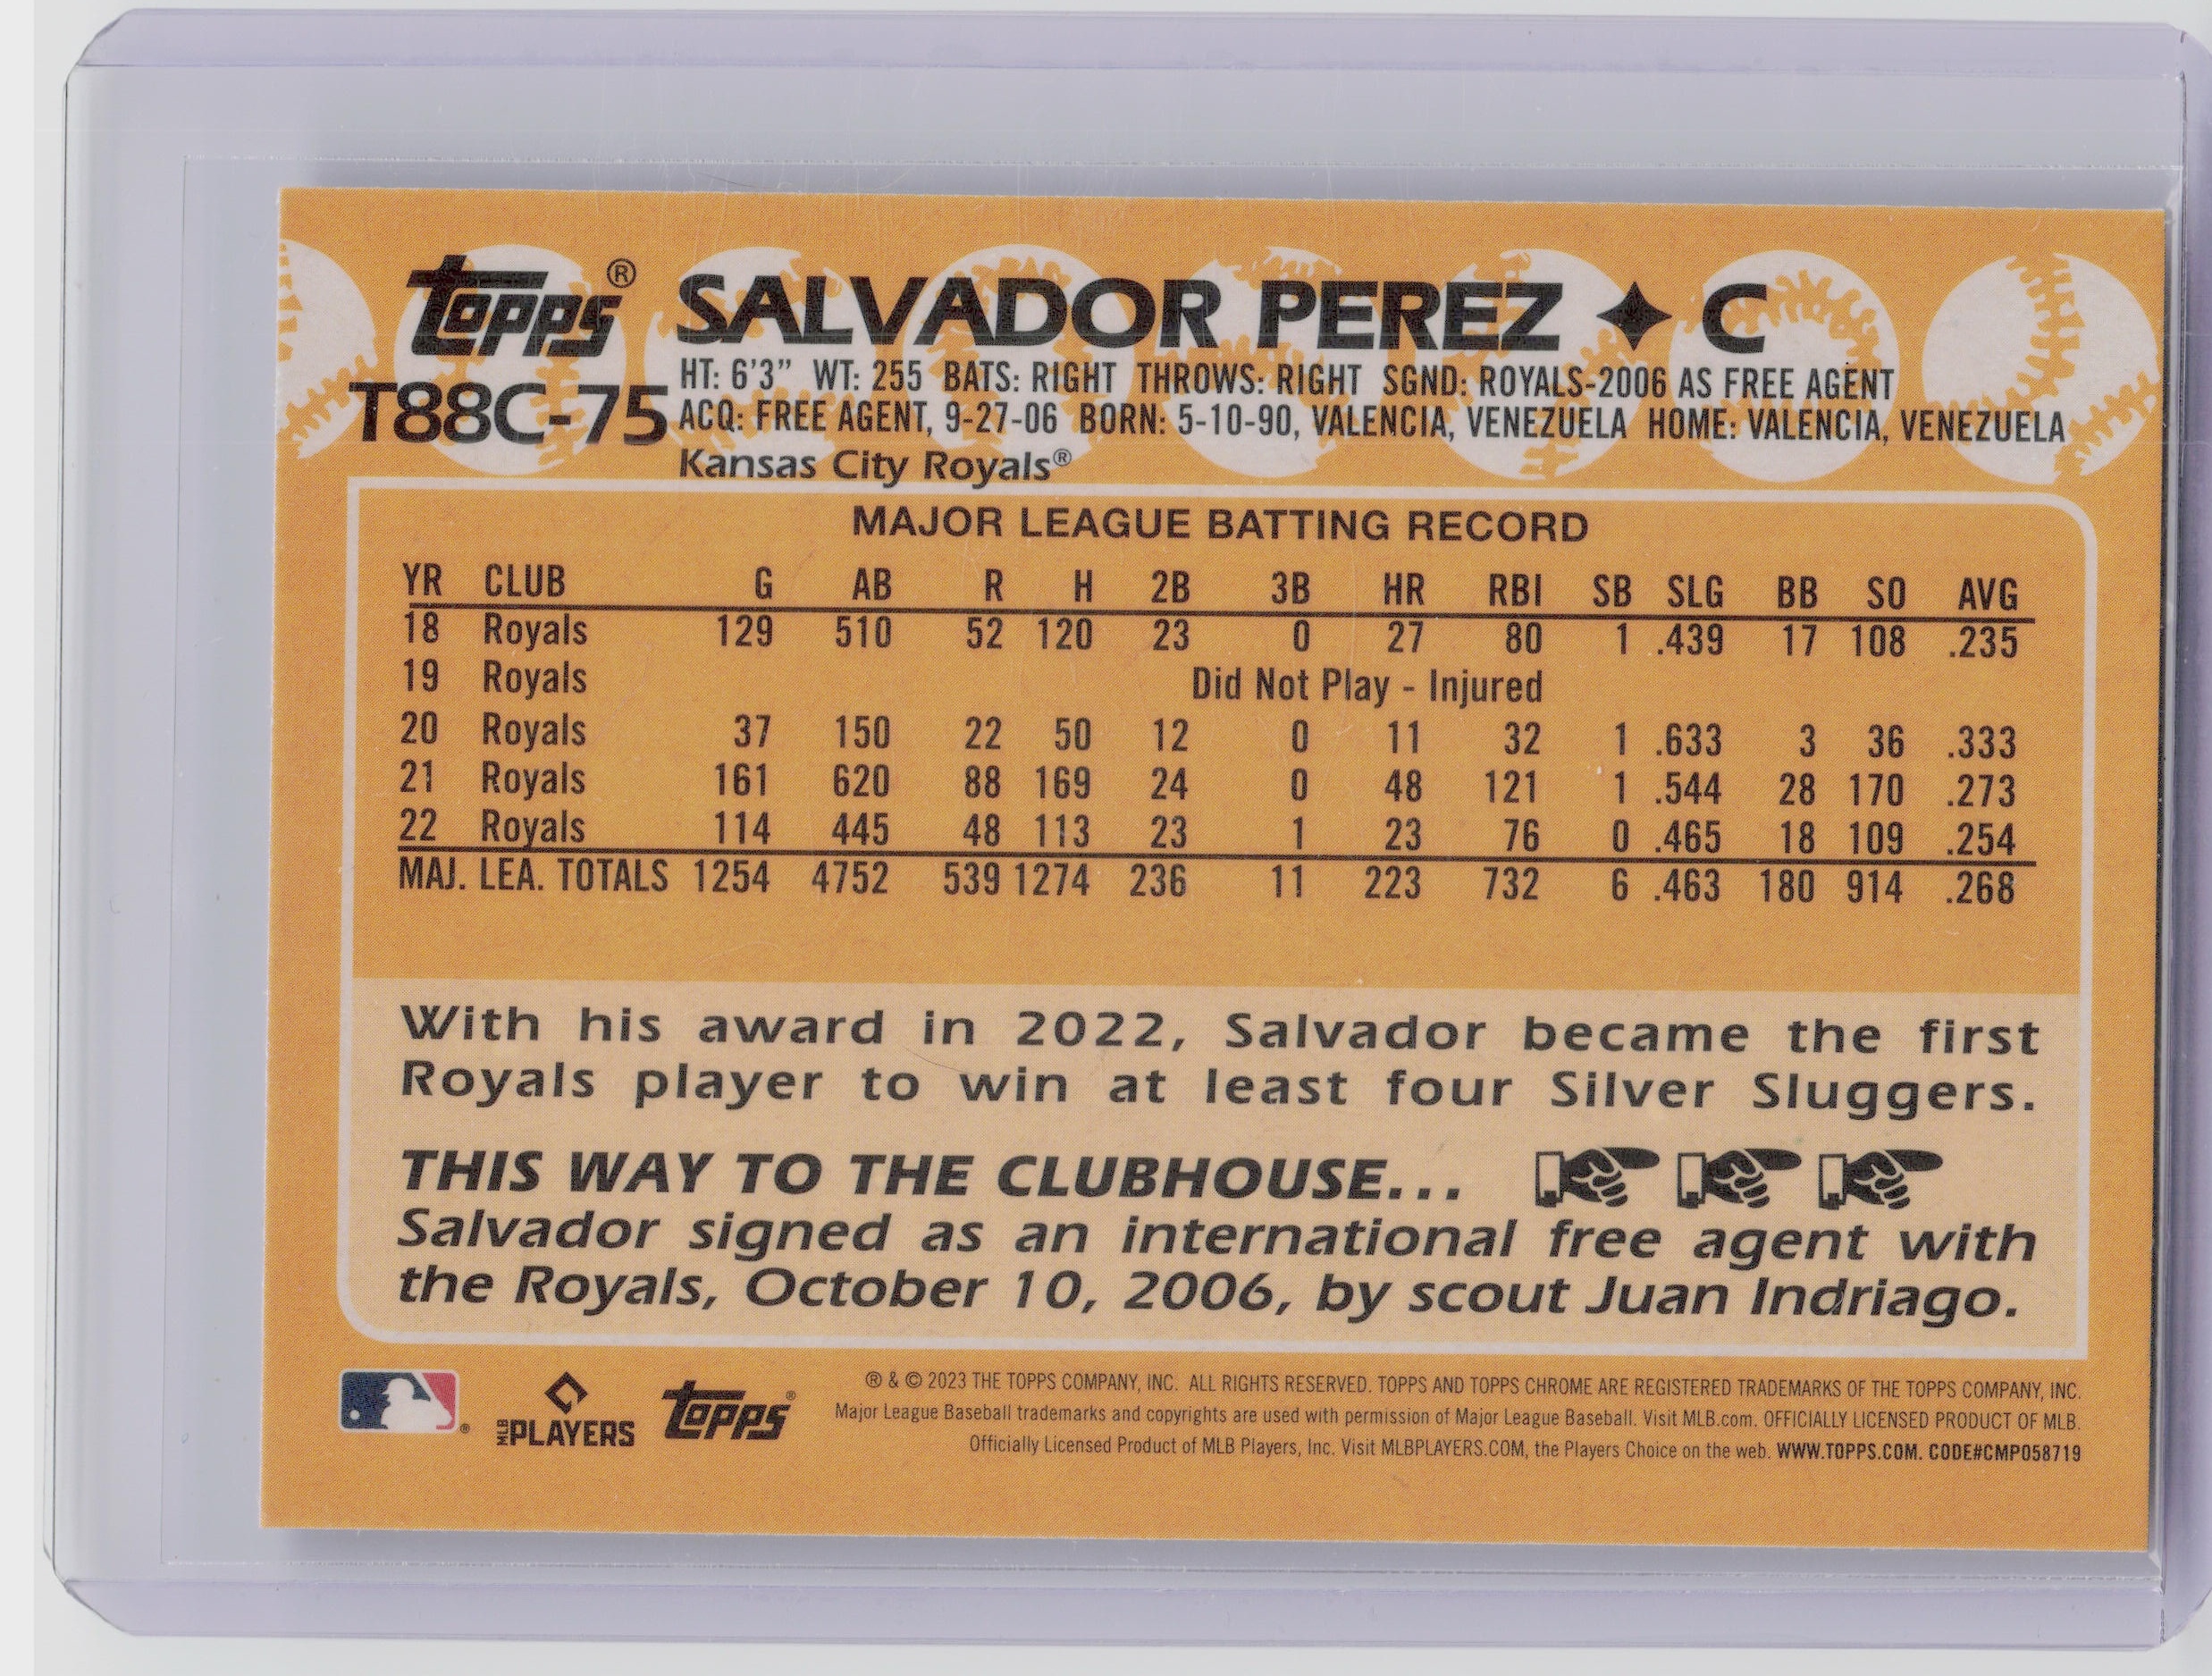 Topps® SALVADOR PEREZ ✦ C
T88C-75
HT: 6'3" WT: 255 BATS: RIGHT THROWS: RIGHT SGND: ROYALS-2006 AS FREE AGENT
ACQ: FREE AGENT, 9-27-06 BORN: 5-10-90, VALENCIA, VENEZUELA HOME: VALENCIA, VENEZUELA
Kansas City Royals®
MAJOR LEAGUE BATTING RECORD
YR CLUB G AB R H 2B 3B HR RBI SB SLG BB SO AVG
18 Royals 129 510 52 120 23 0 27 80 1 .439 17 108 .235
19 Royals Did Not Play - Injured
20 Royals 37 150 22 50 12 0 11 32 1 .633 3 36 .333
21 Royals 161 620 88 169 24 0 48 121 1 .544 28 170 .273
22 Royals 114 445 48 113 23 1 23 76 0 .465 18 109 .254
MAJ. LEA. TOTALS 1254 4752 539 1274 236 11 223 732 6 .463 180 914 .268
With his award in 2022, Salvador became the first
Royals player to win at least four Silver Sluggers.
THIS WAY TO THE CLUBHOUSE...
Salvador signed as an international free agent with
the Royals, October 10, 2006, by scout Juan Indriago.
® & © 2023 THE TOPPS COMPANY, INC. ALL RIGHTS RESERVED. TOPPS AND TOPPS CHROME ARE REGISTERED TRADEMARKS OF THE TOPPS COMPANY, INC.
Major League Baseball trademarks and copyrights are used with permission of Major League Baseball. Visit MLB.com. OFFICIALLY LICENSED PRODUCT OF MLB.
Officially Licensed Product of MLB Players, Inc. Visit MLBPLAYERS.COM, the Players Choice on the web. WWW.TOPPS.COM. CODE#CMP058719
MLB PLAYERS
Topps®